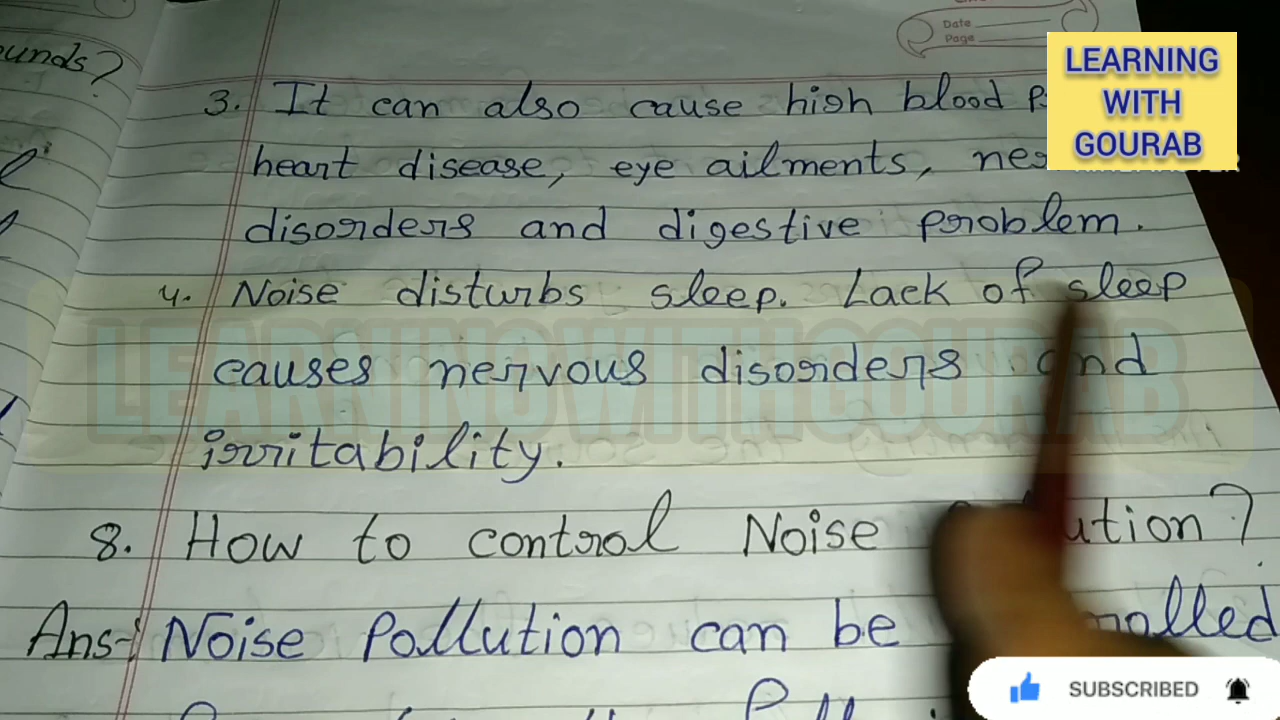 ounds?
Date
Page
LEARNING
WITH
GOURAB
3. It can also cause high blood
heart disease, eye ailments,
disorders and digestive problem.
4. Noise disturbs sleep. Lack of sleep
causes nervous disorders and
irritability.
LEARNINGWITHGOURAB
8. How to control Noise
Ans-: Noise Pollution can be
SUBSCRIBED